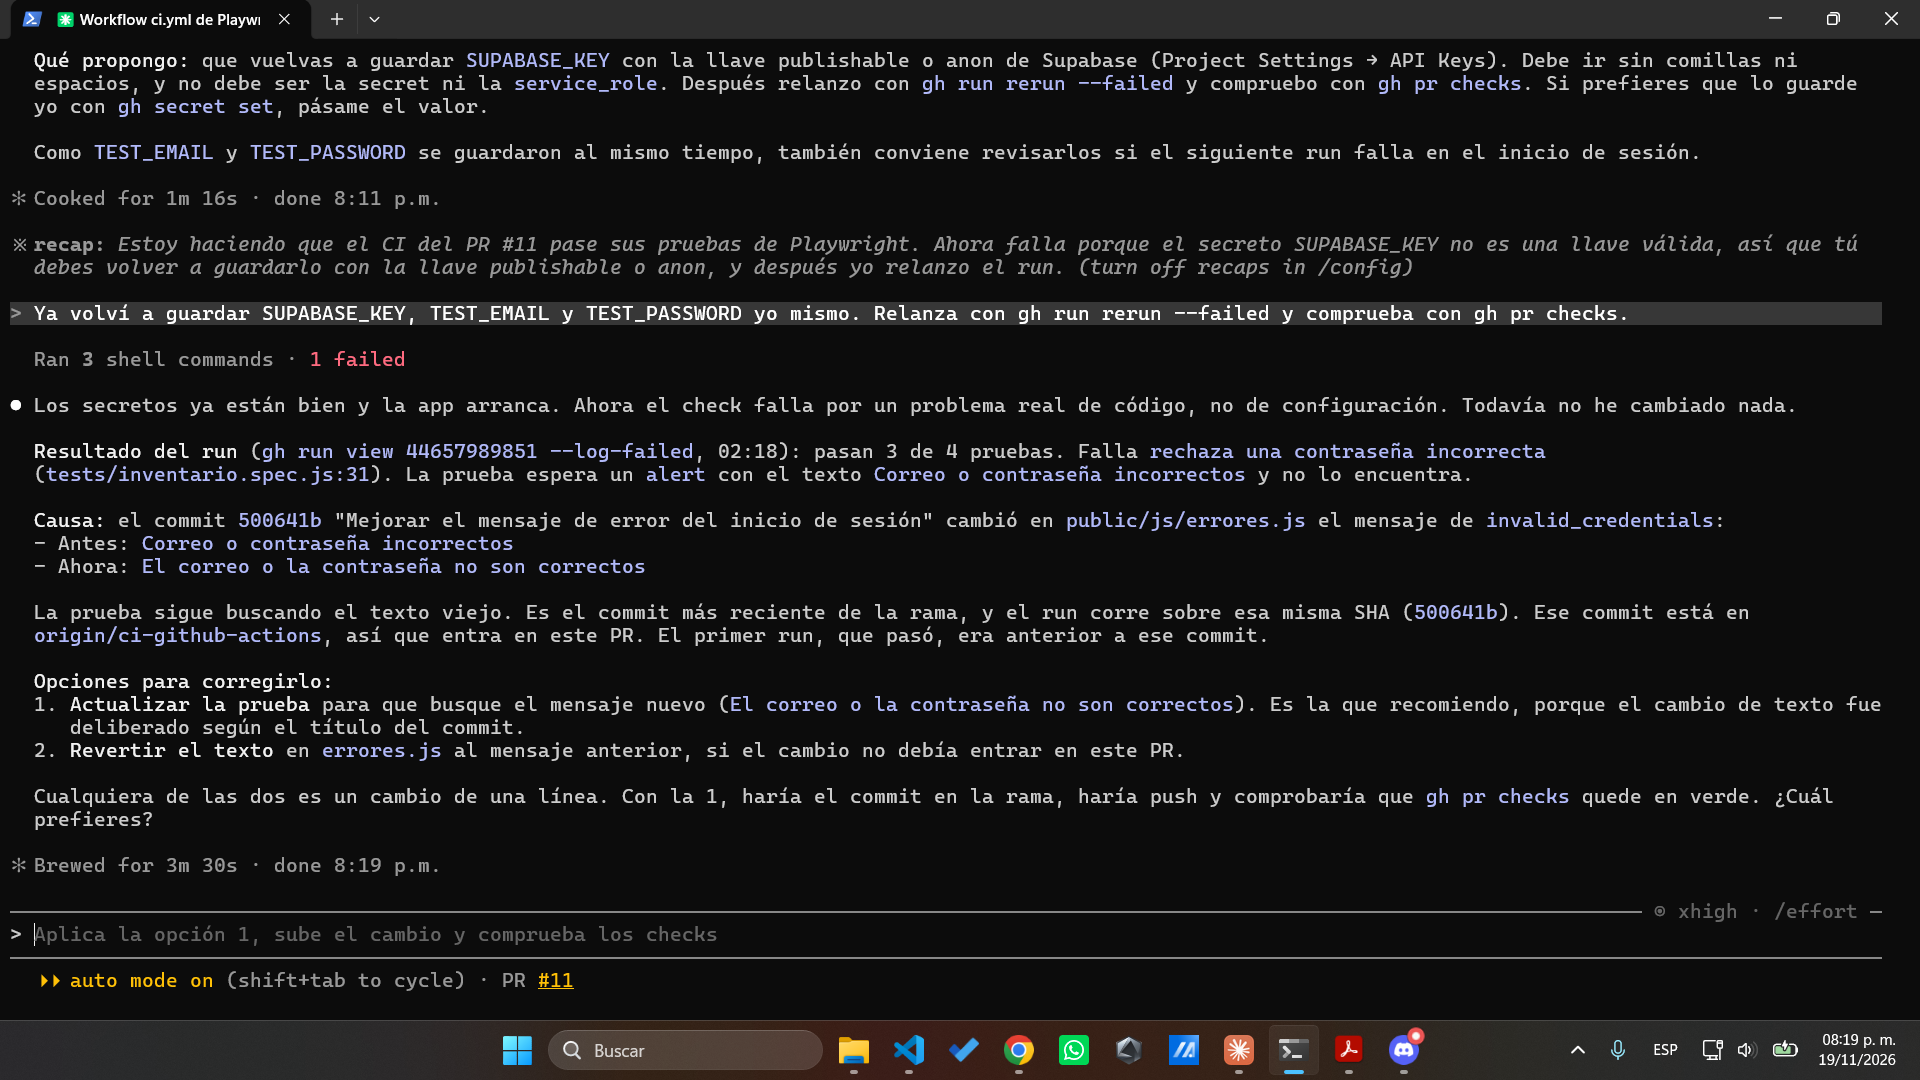 Workflow ci.yml de Playwr
Qué propongo: que vuelvas a guardar SUPABASE_KEY con la llave publishable o anon de Supabase (Project Settings → API Keys). Debe ir sin comillas ni
espacios, y no debe ser la secret ni la service_role. Después relanzo con gh run rerun --failed y compruebo con gh pr checks. Si prefieres que lo guarde
yo con gh secret set, pásame el valor.
Como TEST_EMAIL y TEST_PASSWORD se guardaron al mismo tiempo, también conviene revisarlos si el siguiente run falla en el inicio de sesión.
✻ Cooked for 1m 16s · done 8:11 p.m.
※ recap: Estoy haciendo que el CI del PR #11 pase sus pruebas de Playwright. Ahora falla porque el secreto SUPABASE_KEY no es una llave válida, así que tú
debes volver a guardarlo con la llave publishable o anon, y después yo relanzo el run. (turn off recaps in /config)
> Ya volví a guardar SUPABASE_KEY, TEST_EMAIL y TEST_PASSWORD yo mismo. Relanza con gh run rerun --failed y comprueba con gh pr checks.
Ran 3 shell commands · 1 failed
● Los secretos ya están bien y la app arranca. Ahora el check falla por un problema real de código, no de configuración. Todavía no he cambiado nada.
Resultado del run (gh run view 44657989851 --log-failed, 02:18): pasan 3 de 4 pruebas. Falla rechaza una contraseña incorrecta
(tests/inventario.spec.js:31). La prueba espera un alert con el texto Correo o contraseña incorrectos y no lo encuentra.
Causa: el commit 500641b "Mejorar el mensaje de error del inicio de sesión" cambió en public/js/errores.js el mensaje de invalid_credentials:
- Antes: Correo o contraseña incorrectos
- Ahora: El correo o la contraseña no son correctos
La prueba sigue buscando el texto viejo. Es el commit más reciente de la rama, y el run corre sobre esa misma SHA (500641b). Ese commit está en
origin/ci-github-actions, así que entra en este PR. El primer run, que pasó, era anterior a ese commit.
Opciones para corregirlo:
1. Actualizar la prueba para que busque el mensaje nuevo (El correo o la contraseña no son correctos). Es la que recomiendo, porque el cambio de texto fue
deliberado según el título del commit.
2. Revertir el texto en errores.js al mensaje anterior, si el cambio no debía entrar en este PR.
Cualquiera de las dos es un cambio de una línea. Con la 1, haría el commit en la rama, haría push y comprobaría que gh pr checks quede en verde. ¿Cuál
prefieres?
✻ Brewed for 3m 30s · done 8:19 p.m.
◉ xhigh · /effort
> Aplica la opción 1, sube el cambio y comprueba los checks
⏵⏵ auto mode on (shift+tab to cycle) · PR #11
Buscar
ESP
08:19 p. m.
19/11/2026